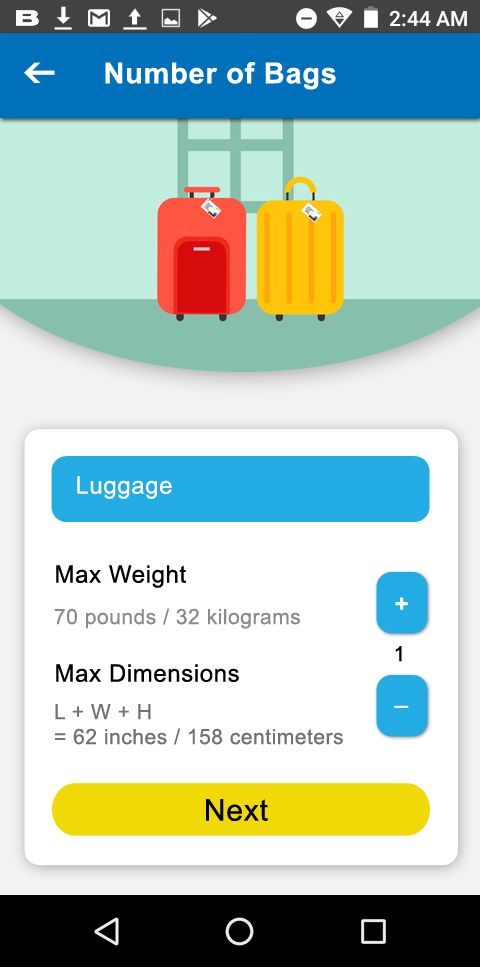 2:44 AM
Number of Bags
Luggage
Max Weight
70 pounds / 32 kilograms
+
1
Max Dimensions
–
L + W + H
= 62 inches / 158 centimeters
Next